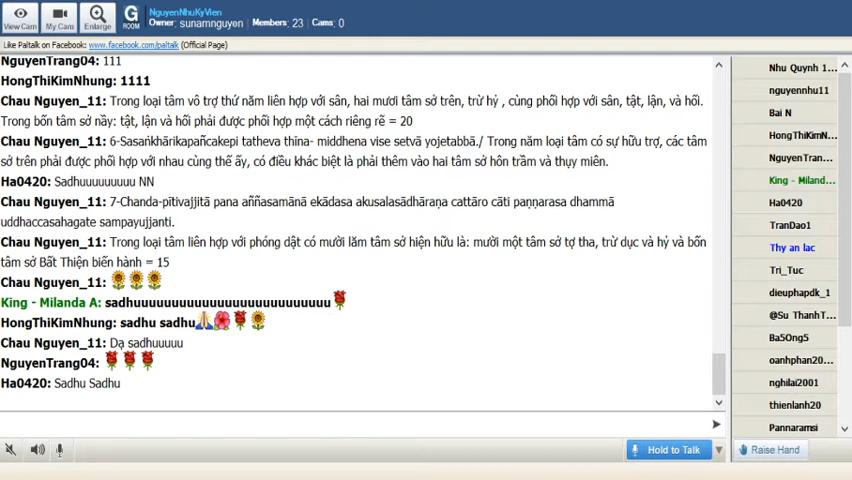 NguyenNhuKyVien
Owner: sunamnguyen   Members: 23   Cams: 0
View Cam
My Cam
Enlarge
G
ROOM
Like Paltalk on Facebook: www.facebook.com/paltalk (Official Page)
NguyenTrang04: 111
HongThiKimNhung: 1111
Chau Nguyen_11: Trong loại tâm vô trợ thứ năm liên hợp với sân, hai mươi tâm sở trên, trừ hỷ , cùng phối hợp với sân, tật, lận, và hối.
Trong bốn tâm sở nầy: tật, lận và hối phải được phối hợp một cách riêng rẽ = 20
Chau Nguyen_11: 6-Sasaṅkhārikapañcakepi tatheva thīna- middhena vise setvā yojetabbā./ Trong năm loại tâm có sự hữu trợ, các tâm
sở trên phải được phối hợp với nhau cùng thế ấy, có điều khác biệt là phải thêm vào hai tâm sở hôn trầm và thụy miên.
Ha0420: Sadhuuuuuuuuu NN
Chau Nguyen_11: 7-Chanda-pītivajjitā pana aññasamānā ekādasa akusalasādhāraṇa cattāro cāti paṇṇarasa dhammā
uddhaccasahagate sampayujjanti.
Chau Nguyen_11: Trong loại tâm liên hợp với phóng dật có mười lăm tâm sở hiện hữu là: mười một tâm sở tợ tha, trừ dục và hỷ và bốn
tâm sở Bất Thiện biến hành = 15
Chau Nguyen_11:
King - Milanda A: sadhuuuuuuuuuuuuuuuuuuuuuuuuuu
HongThiKimNhung: sadhu sadhu
Chau Nguyen_11: Dạ sadhuuuuu
NguyenTrang04:
Ha0420: Sadhu Sadhu
Nhu Quynh 1...
nguyennhu11
Bai N
HongThiKimN...
NguyenTran...
King - Miland...
Ha0420
TranDao1
Thy an lac
Tri_Tuc
dieuphapdk_1
@Su ThanhT...
Ba5Ong5
oanhphan20...
nghilai2001
thienlanh20
Pannaramsi
Hold to Talk
Raise Hand